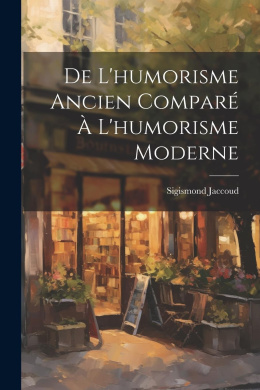 De L'humorisme
Ancien Comparé
À L'humorisme
Moderne
Sigismond Jaccoud